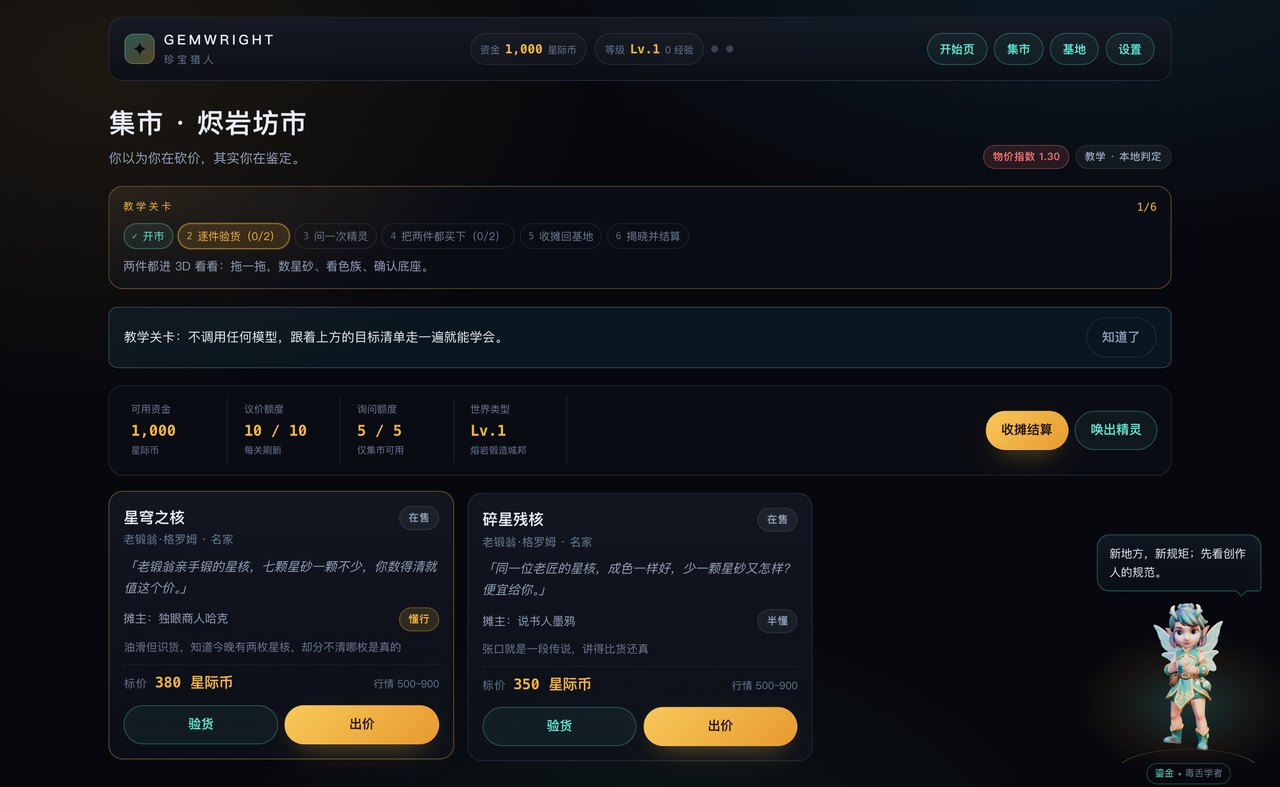 GEMWRIGHT
珍宝猎人
资金 1,000 星际币
等级 Lv.1 0 经验
开始页
集市
基地
设置
集市 · 烬岩坊市
你以为你在砍价，其实你在鉴定。
物价指数 1.30
教学 · 本地判定
教学关卡
1/6
✓ 开市
2 逐件验货（0/2）
3 问一次精灵
4 把两件都买下（0/2）
5 收摊回基地
6 揭晓并结算
两件都进 3D 看看：拖一拖，数星砂、看色族、确认底座。
教学关卡：不调用任何模型，跟着上方的目标清单走一遍就能学会。
知道了
可用资金
1,000
星际币
议价额度
10 / 10
每关刷新
询问额度
5 / 5
仅集市可用
世界类型
Lv.1
熔岩锻造城邦
收摊结算
唤出精灵
星穹之核
在售
老锻翁·格罗姆 · 名家
「老锻翁亲手锻的星核，七颗星砂一颗不少，你数得清就
值这个价。」
摊主：独眼商人哈克
懂行
油滑但识货，知道今晚有两枚星核，却分不清哪枚是真的
标价 380 星际币
行情 500~900
验货
出价
碎星残核
在售
老锻翁·格罗姆 · 名家
「同一位老匠的星核，成色一样好，少一颗星砂又怎样？
便宜给你。」
摊主：说书人墨鸦
半懂
张口就是一段传说，讲得比货还真
标价 350 星际币
行情 500~900
验货
出价
新地方，新规矩；先看创作
人的规范。
鎏金 • 毒舌学者